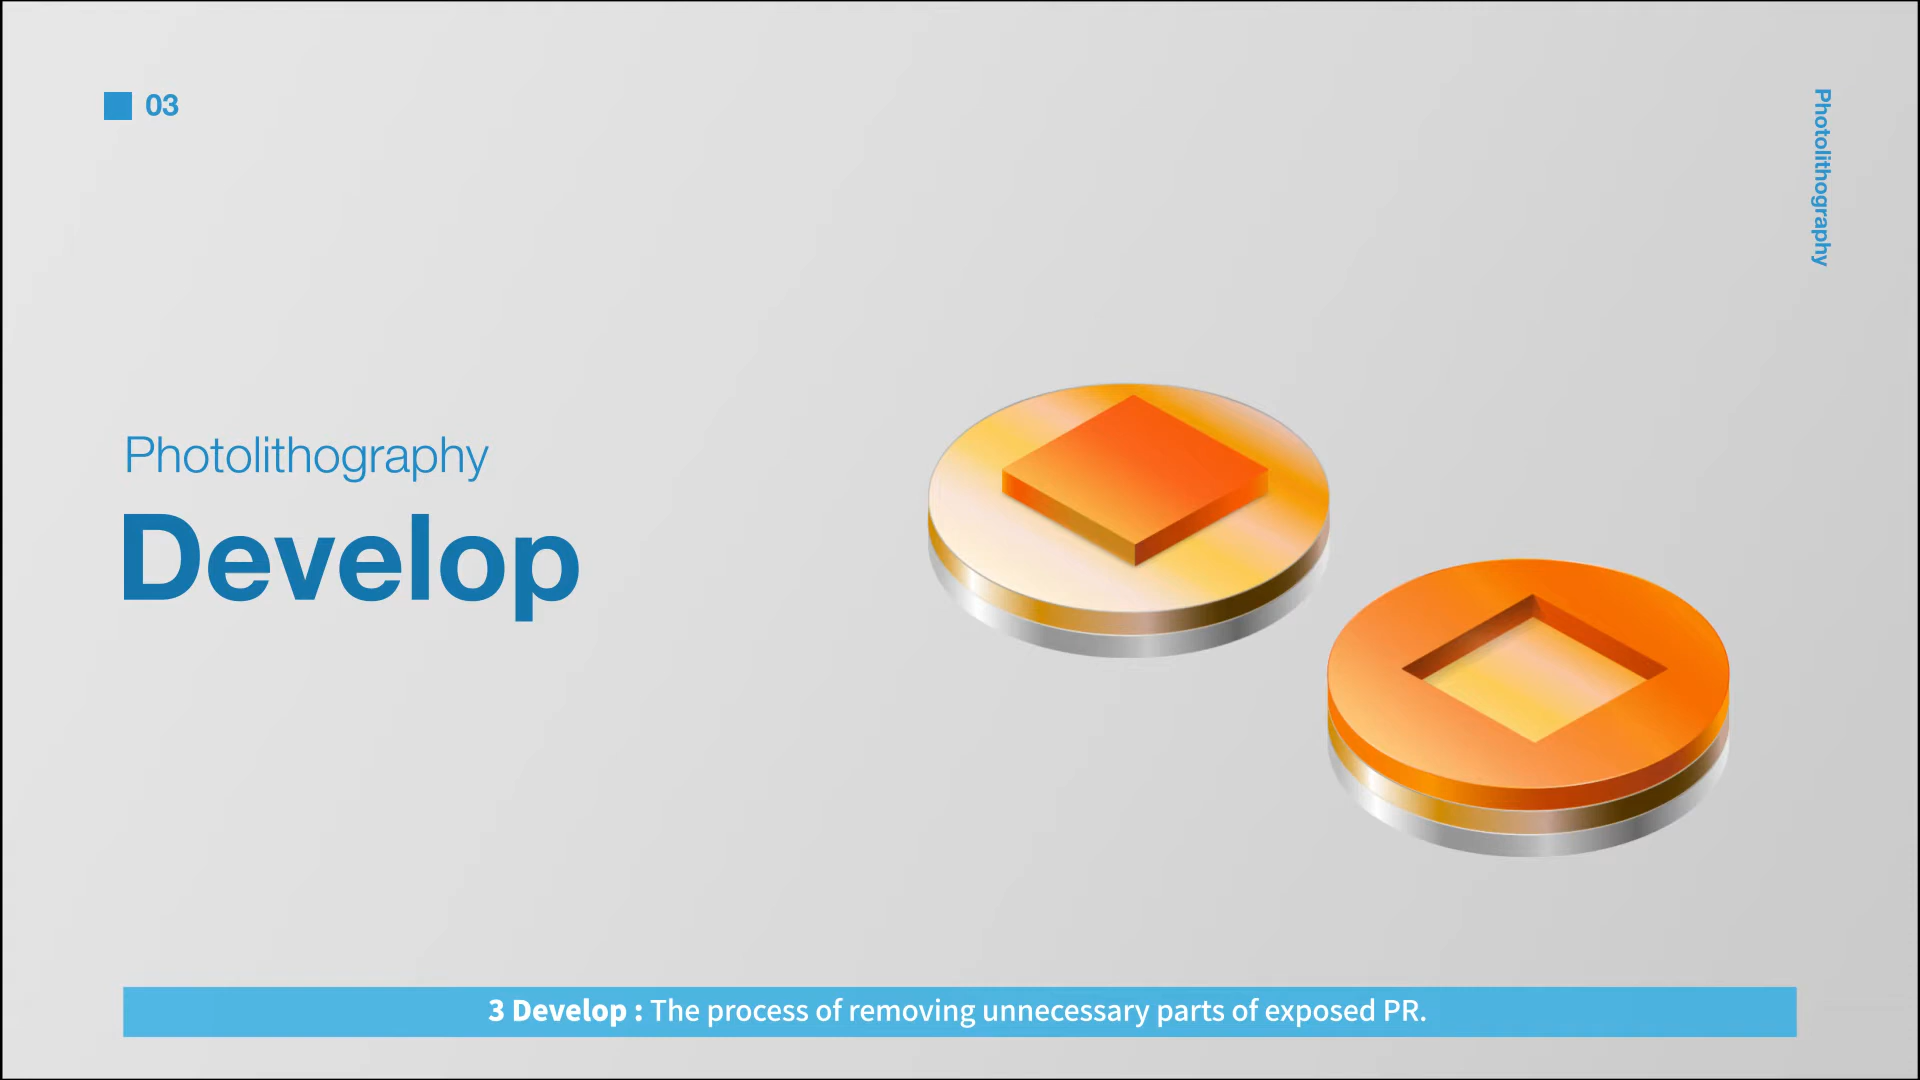 03
Photolithography
Photolithography
Develop
3 Develop : The process of removing unnecessary parts of exposed PR.